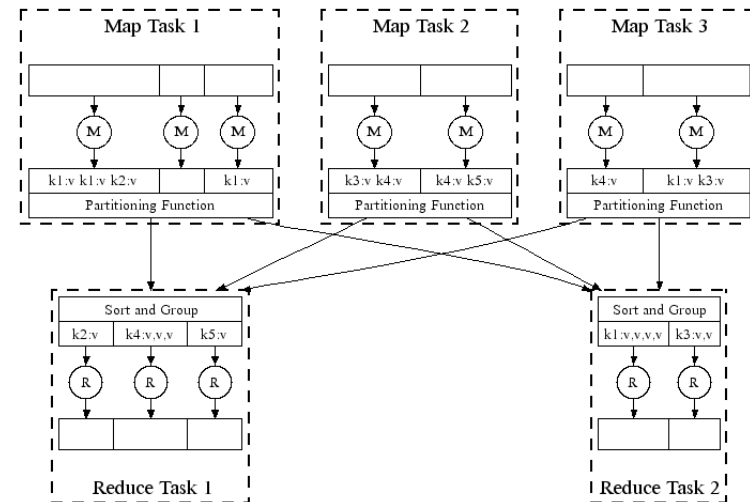 Map Task 1 Map Task 2 Map Task 3
M M M M M M M
k1:v k1:v k2:v k1:v k3:v k4:v k4:v k5:v k4:v k1:v k3:v
Partitioning Function Partitioning Function Partitioning Function
Sort and Group Sort and Group
k2:v k4:v,v,v k5:v k1:v,v,v,v k3:v,v
R R R R R
Reduce Task 1 Reduce Task 2